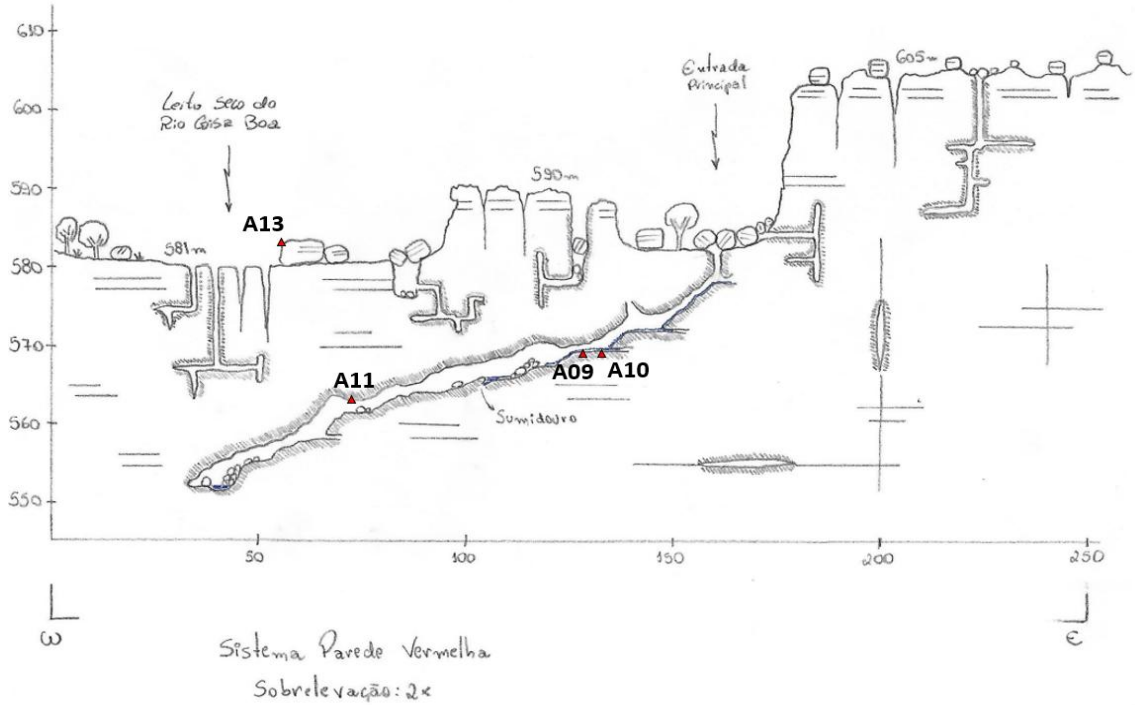 610
600
590
580
570
560
550
605m
Entrada
Principal
Leito seco do
Rio Coisa Boa
590m
A13
581m
A11
A09
A10
Sumidouro
50
100
150
200
250
W
E
Sistema Parede Vermelha
Sobrelevação: 2x